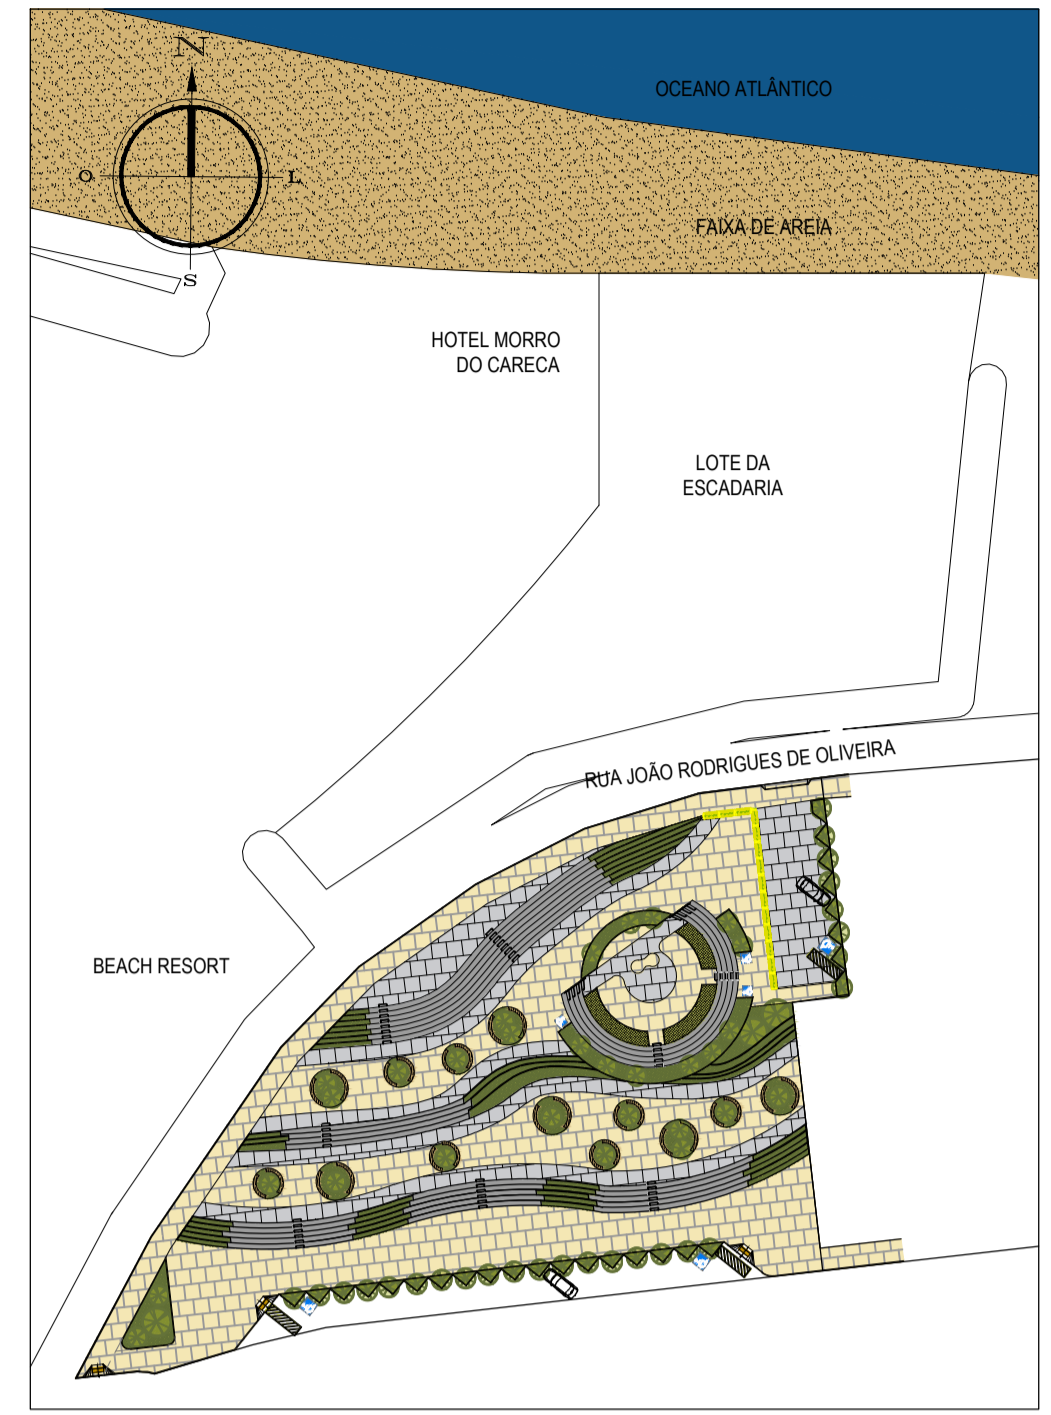 N
OCEANO ATLÂNTICO
O
L
FAIXA DE AREIA
S
HOTEL MORRO
DO CARECA
LOTE DA
ESCADARIA
RUA JOÃO RODRIGUES DE OLIVEIRA
BEACH RESORT